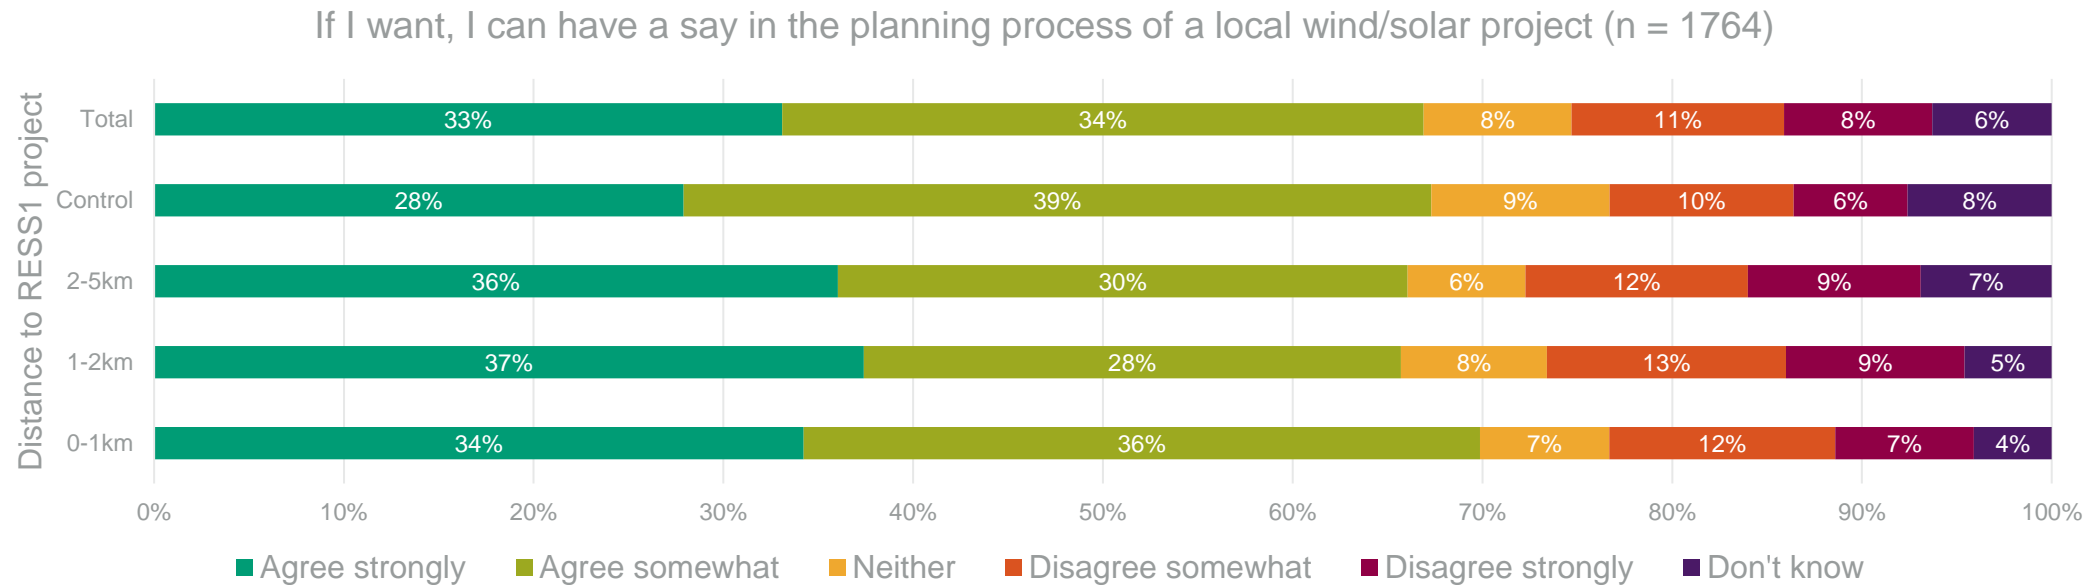 If I want, I can have a say in the planning process of a local wind/solar project (n = 1764)
Distance to RESS1 project
Total 33% 34% 8% 11% 8% 6%
Control 28% 39% 9% 10% 6% 8%
2-5km 36% 30% 6% 12% 9% 7%
1-2km 37% 28% 8% 13% 9% 5%
0-1km 34% 36% 7% 12% 7% 4%
0% 10% 20% 30% 40% 50% 60% 70% 80% 90% 100%
Agree strongly Agree somewhat Neither Disagree somewhat Disagree strongly Don't know